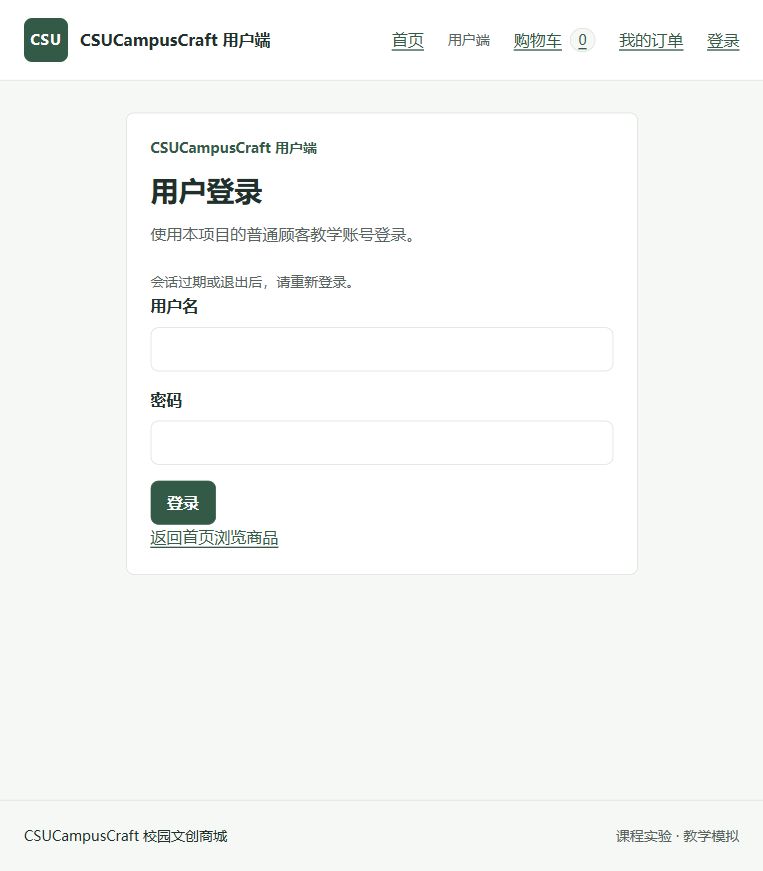 CSU CSUCampusCraft 用户端 首页 用户端 购物车 0 我的订单 登录
CSUCampusCraft 用户端
用户登录
使用本项目的普通顾客教学账号登录。
会话过期或退出后，请重新登录。
用户名
密码
登录
返回首页浏览商品
CSUCampusCraft 校园文创商城 课程实验 · 教学模拟